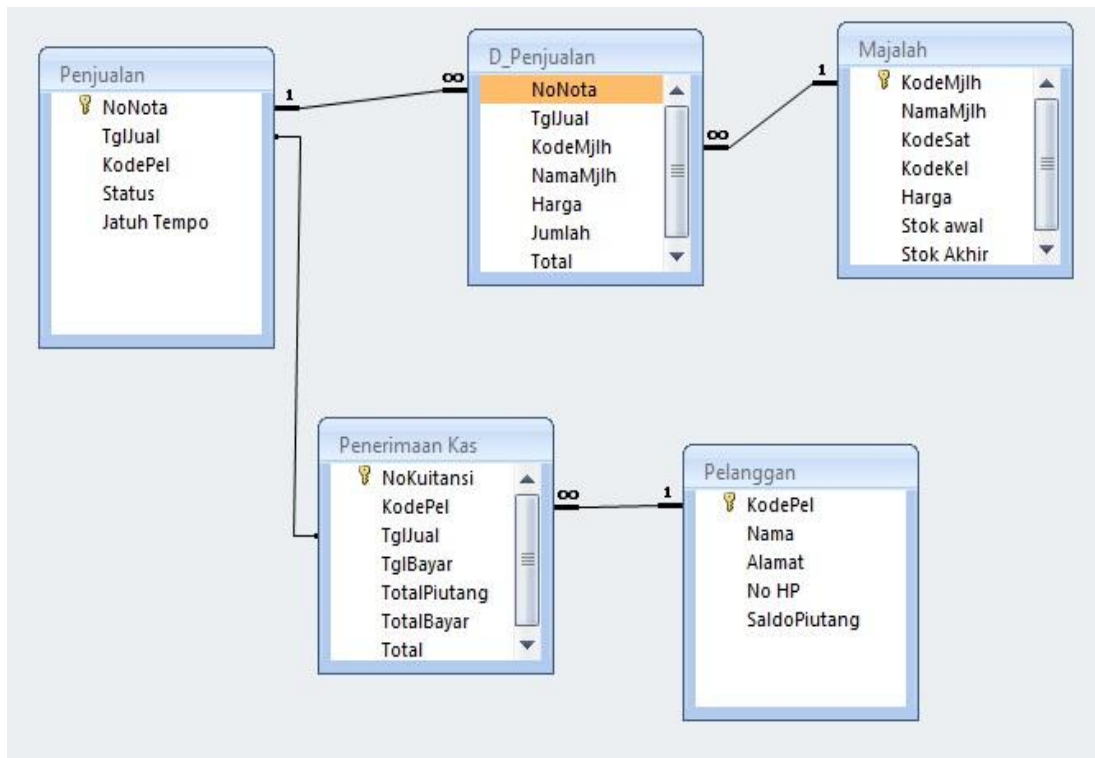 Penjualan
NoNota
TglJual
KodePel
Status
Jatuh Tempo
1
∞
D_Penjualan
NoNota
TglJual
KodeMjlh
NamaMjlh
Harga
Jumlah
Total
∞
1
Majalah
KodeMjlh
NamaMjlh
KodeSat
KodeKel
Harga
Stok awal
Stok Akhir
Penerimaan Kas
NoKuitansi
KodePel
TglJual
TglBayar
TotalPiutang
TotalBayar
Total
∞
1
Pelanggan
KodePel
Nama
Alamat
No HP
SaldoPiutang